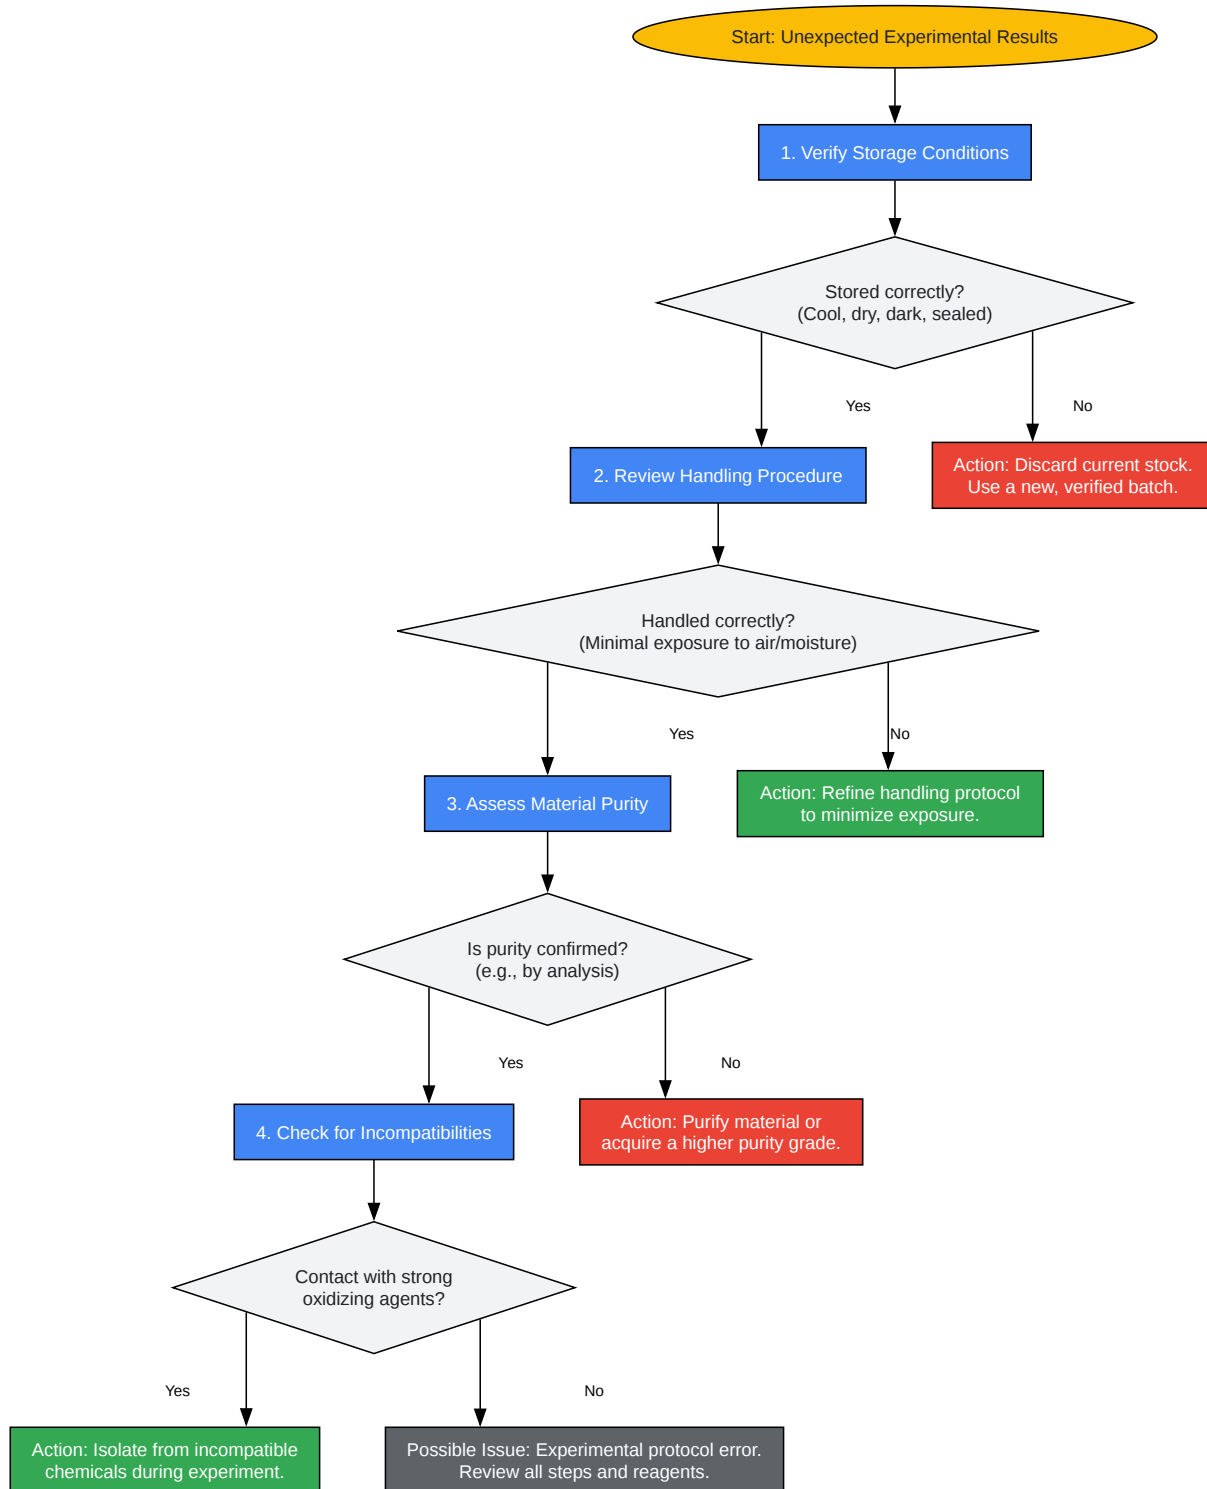 Start: Unexpected Experimental Results
1. Verify Storage Conditions
Stored correctly?
(Cool, dry, dark, sealed)
Yes
No
2. Review Handling Procedure
Action: Discard current stock.
Use a new, verified batch.
Handled correctly?
(Minimal exposure to air/moisture)
Yes
No
3. Assess Material Purity
Action: Refine handling protocol
to minimize exposure.
Is purity confirmed?
(e.g., by analysis)
Yes
No
4. Check for Incompatibilities
Action: Purify material or
acquire a higher purity grade.
Contact with strong
oxidizing agents?
Yes
No
Action: Isolate from incompatible
chemicals during experiment.
Possible Issue: Experimental protocol error.
Review all steps and reagents.